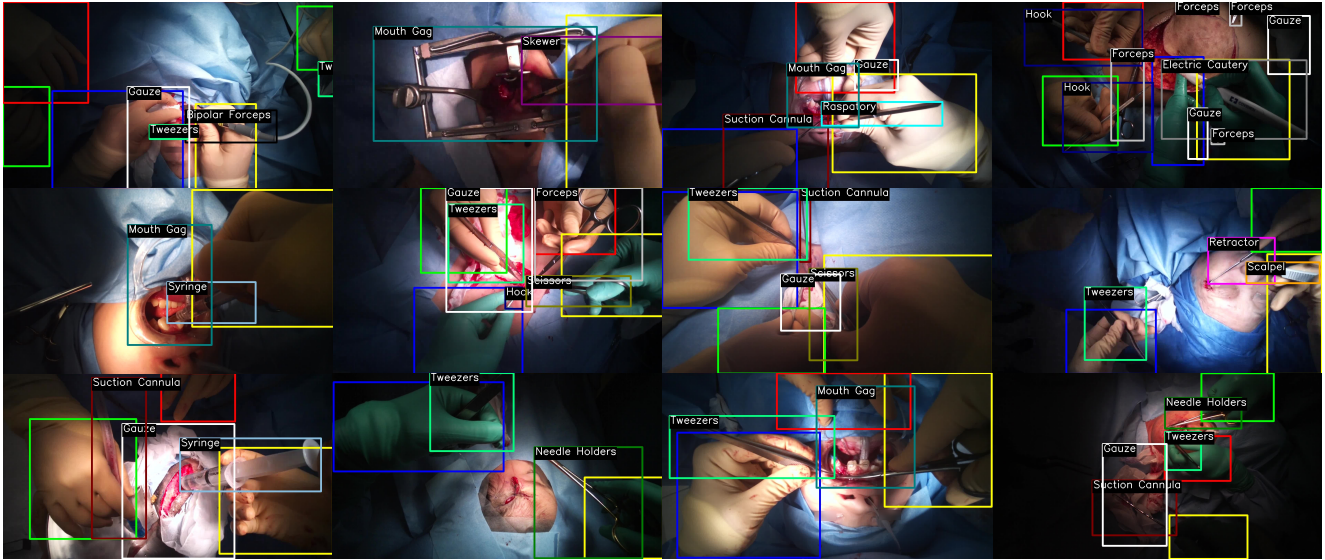 Gauze
Bipolar Forceps
Tweezers
Tw
Mouth Gag
Skewer
Mouth Gag
Gauze
Raspatory
Suction Cannula
Hook
Forceps
Forceps
Gauze
Forceps
Electric Cautery
Hook
Gauze
Forceps
Mouth Gag
Syringe
Gauze
Forceps
Tweezers
Scissors
Hook
Tweezers
Suction Cannula
Scissors
Gauze
Retractor
Scalpel
Tweezers
Suction Cannula
Gauze
Syringe
Tweezers
Needle Holders
Mouth Gag
Tweezers
Needle Holders
Tweezers
Gauze
Suction Cannula